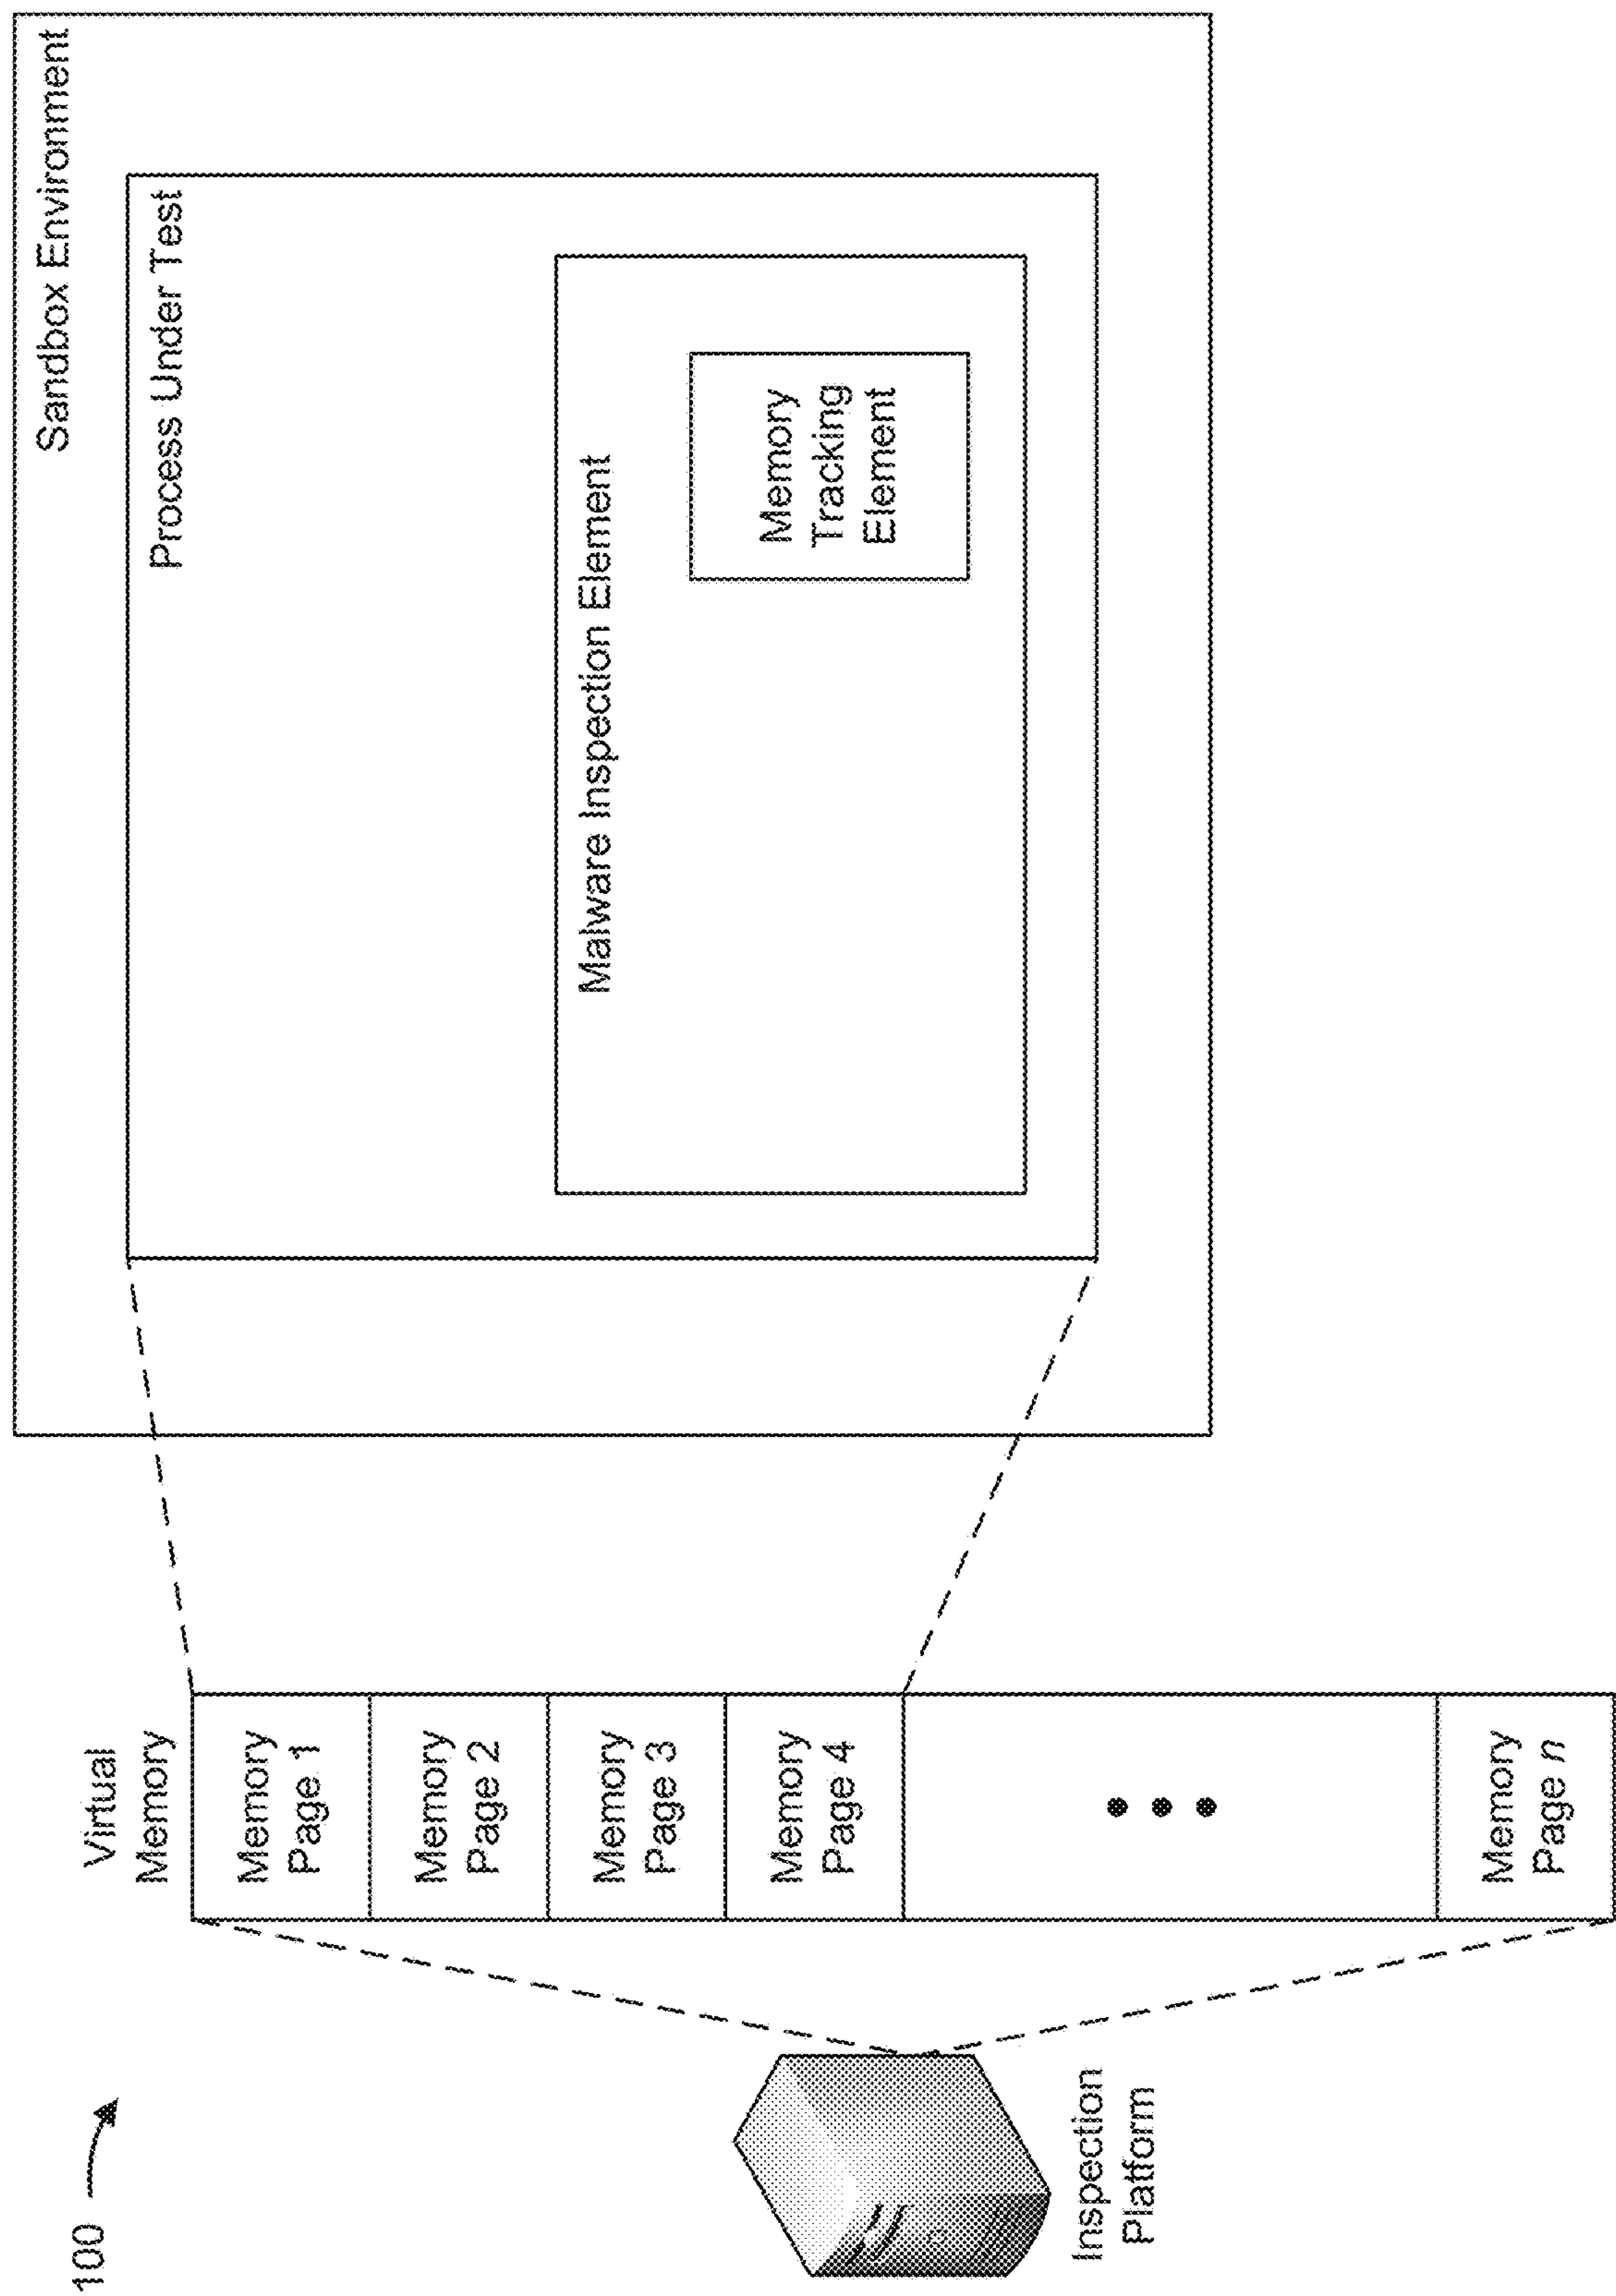 100
Inspection
Platform
Virtual
Memory
Memory
Page 1
Memory
Page 2
Memory
Page 3
Memory
Page 4
Memory
Page n
Sandbox Environment
Process Under Test
Malware Inspection Element
Memory
Tracking
Element